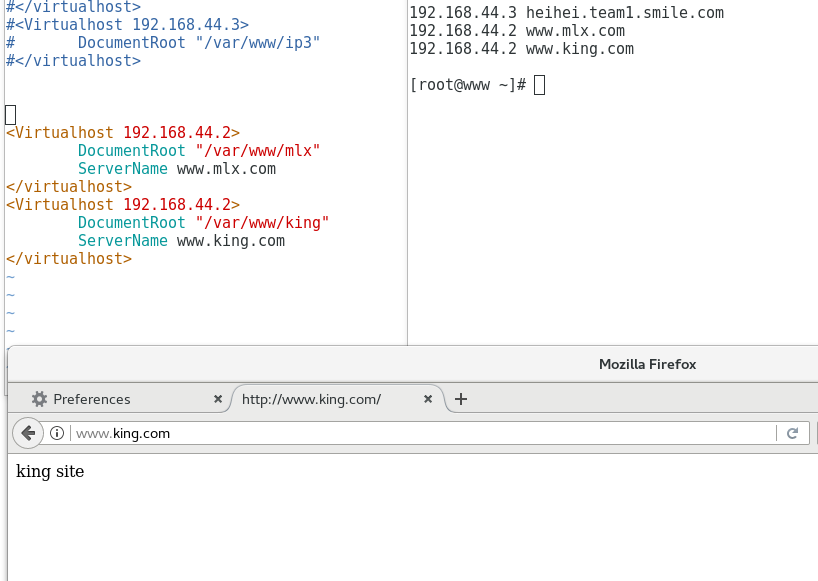 #</virtualhost>
#<Virtualhost 192.168.44.3>
#       DocumentRoot "/var/www/ip3"
#</virtualhost>
<Virtualhost 192.168.44.2>
        DocumentRoot "/var/www/mlx"
        ServerName www.mlx.com
</virtualhost>
<Virtualhost 192.168.44.2>
        DocumentRoot "/var/www/king"
        ServerName www.king.com
</virtualhost>
~
~
~
~
192.168.44.3 heihei.team1.smile.com
192.168.44.2 www.mlx.com
192.168.44.2 www.king.com
[root@www ~]#
Mozilla Firefox
Preferences
http://www.king.com/
www.king.com
king site